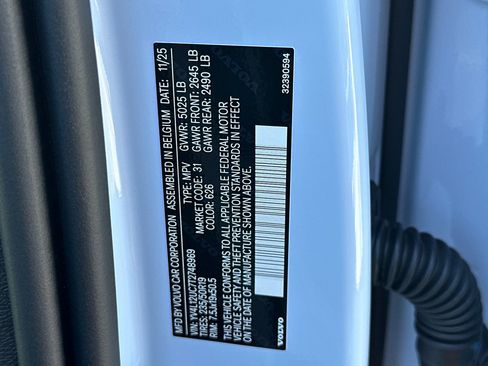 MFD BY VOLVO CAR CORPORATION ASSEMBLED IN BELGIUM DATE: 11/25
VIN: YV4L12UC7T2748969 TYPE: MPV GVWR: 5025 LB
TIRES: 235/50R19 MARKET CODE: 31 GAWR FRONT: 2645 LB
RIM: 7.5Jx19x50.5 COLOR: 626 GAWR REAR: 2490 LB
THIS VEHICLE CONFORMS TO ALL APPLICABLE FEDERAL MOTOR
VEHICLE SAFETY AND THEFT PREVENTION STANDARDS IN EFFECT
ON THE DATE OF MANUFACTURE SHOWN ABOVE.
VOLVO 32390594